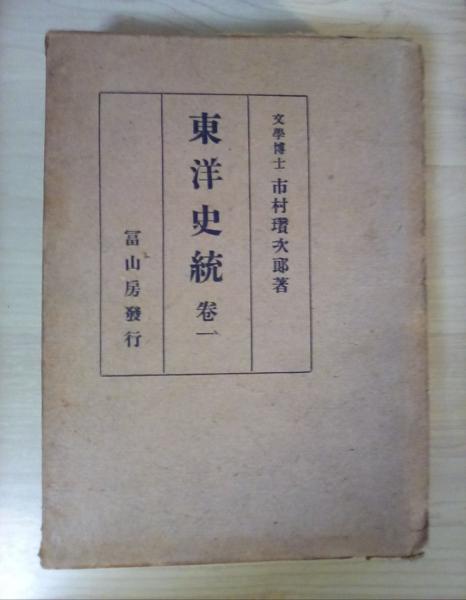 文學博士 市村瓚次郎著
東洋史統 卷一
冨山房發行